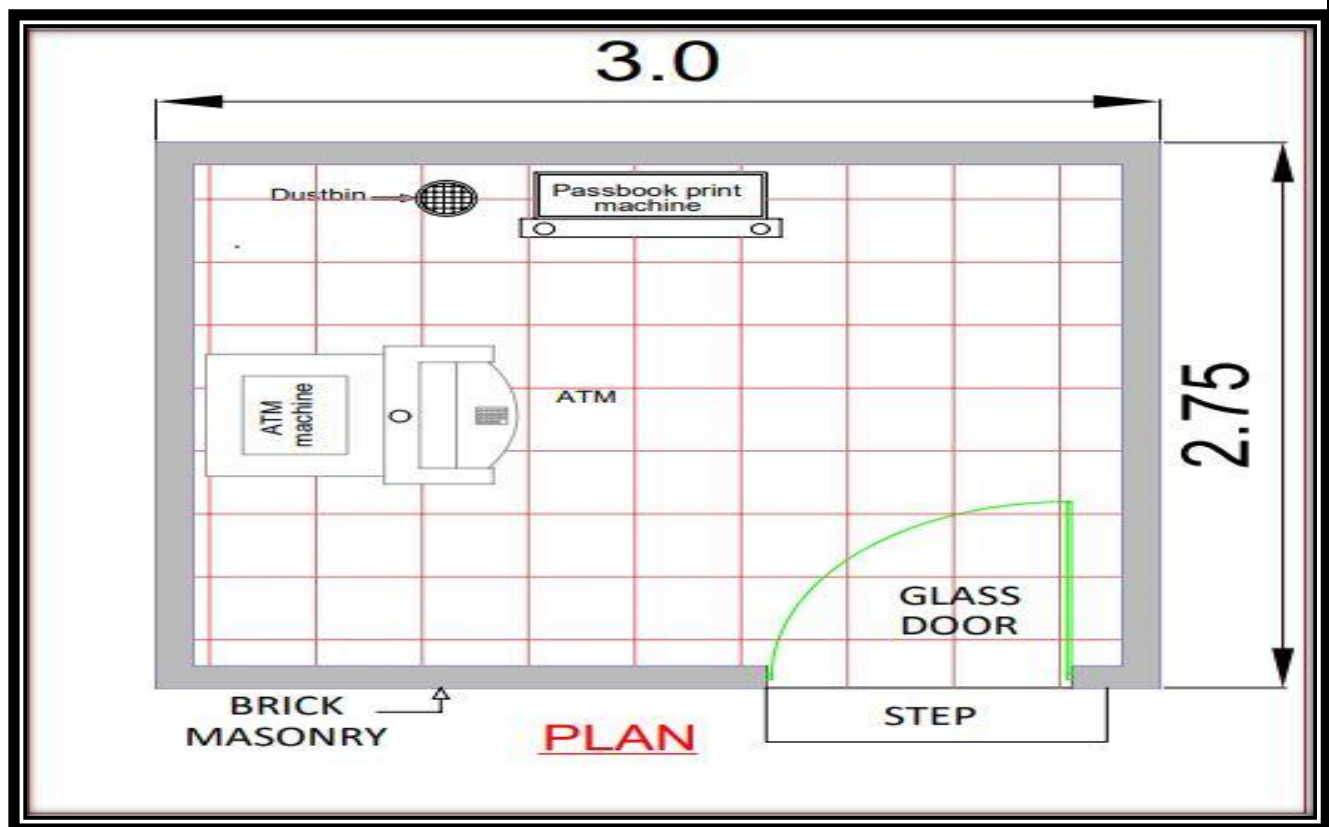 3.0
Dustbin
Passbook print
machine
ATM
machine
ATM
2.75
GLASS
DOOR
BRICK
MASONRY
STEP
PLAN